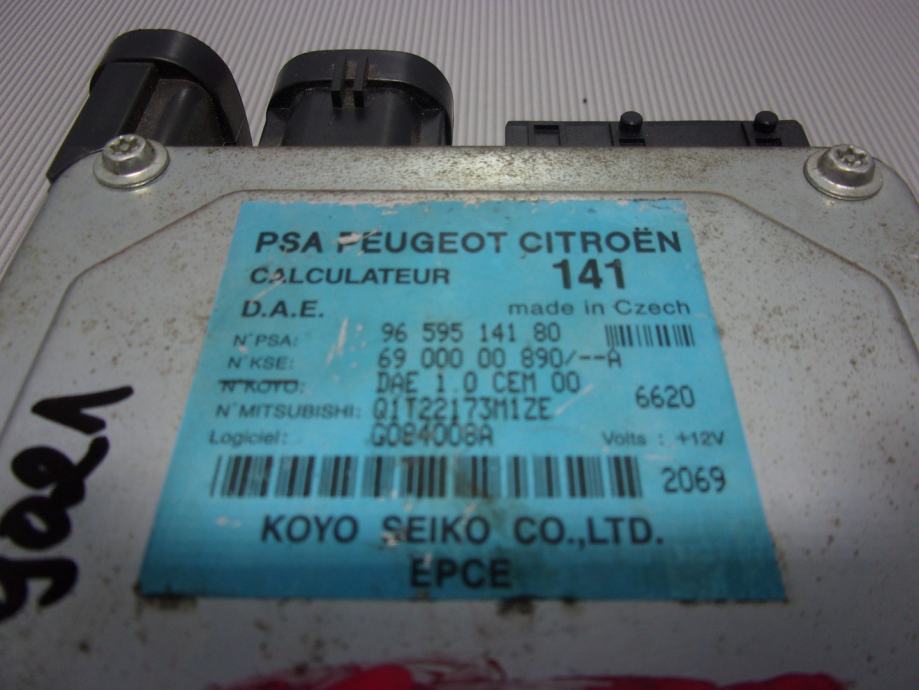 PSA PEUGEOT CITROËN
CALCULATEUR 141
D.A.E. made in Czech
N°PSA: 96 595 141 80
N°KSE: 69 000 00 890/--A
N°KOYO: DAE 1.0 CEM 00
6620
N°MITSUBISHI: Q1T22173M1ZE
Logiciel: G084008A Volts : +12V
2069
KOYO SEIKO CO.,LTD.
EPCE
9021